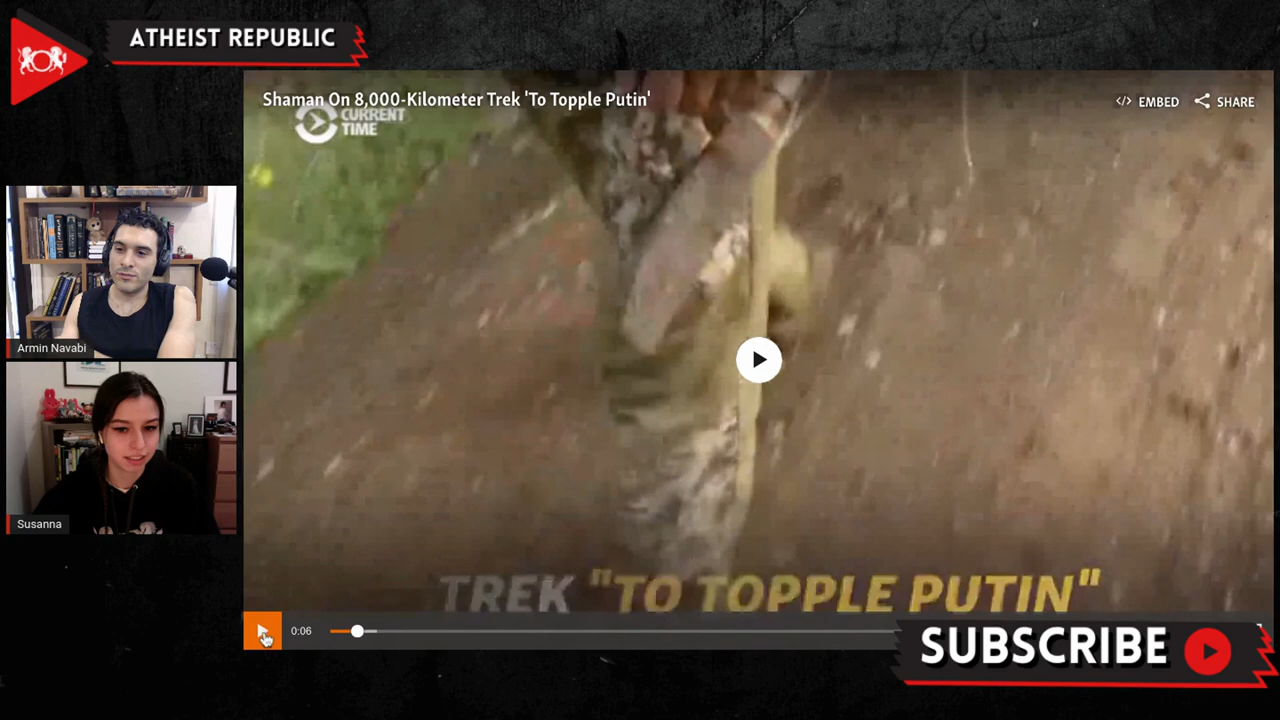 ATHEIST REPUBLIC
Shaman On 8,000-Kilometer Trek 'To Topple Putin'
</> EMBED
SHARE
CURRENT
TIME
Armin Navabi
Susanna
TREK "TO TOPPLE PUTIN"
0:06
SUBSCRIBE